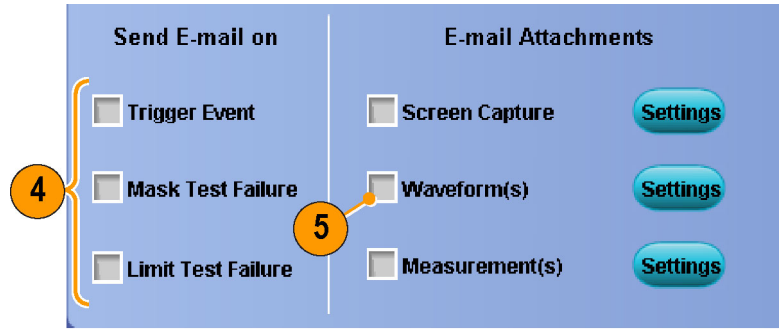 Send E-mail on
E-mail Attachments
Trigger Event
Screen Capture
Settings
4
Mask Test Failure
Waveform(s)
Settings
5
Limit Test Failure
Measurement(s)
Settings